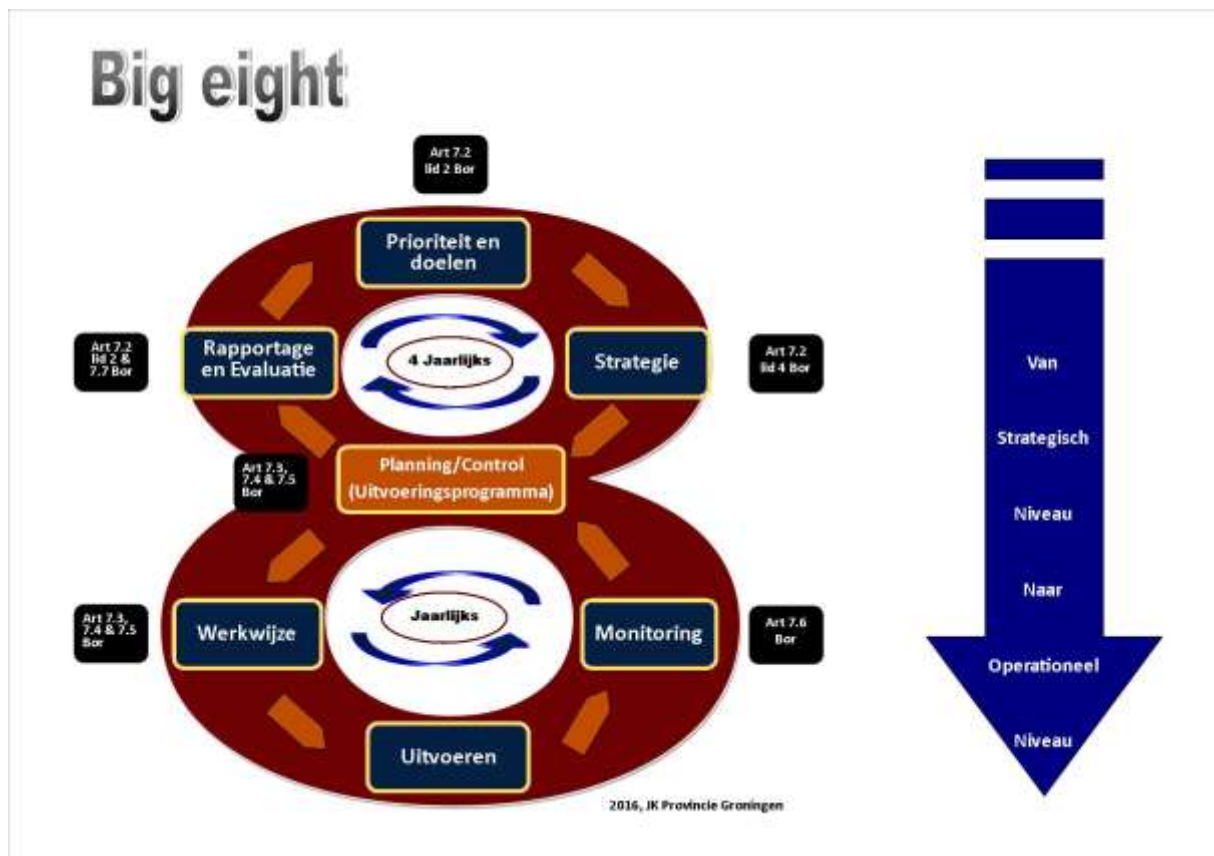 Big eight
Art 7.2
lid 2 Bor
Prioriteit en
doelen
Art 7.2
lid 2 &
7.7 Bor
Rapportage
en Evaluatie
4 Jaarlijks
Strategie
Art 7.2
lid 4 Bor
Art 7.3,
7.4 & 7.5
Bor
Planning/Control
(Uitvoeringsprogramma)
Art 7.3,
7.4 & 7.5
Bor
Werkwijze
Jaarlijks
Monitoring
Art 7.6
Bor
Uitvoeren
2016, JK Provincie Groningen
Van
Strategisch
Niveau
Naar
Operationeel
Niveau